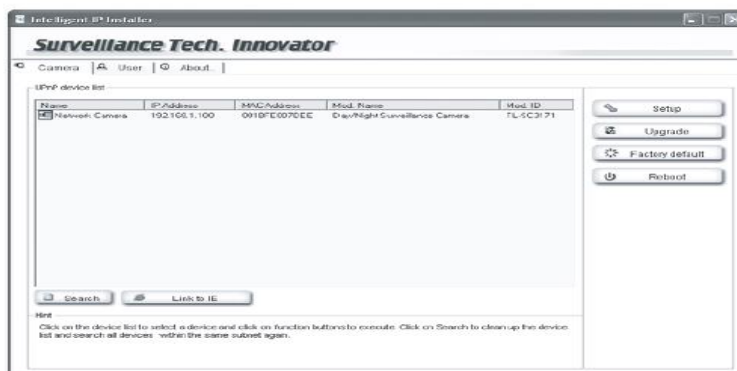 Intelligent IP Installer
Surveillance Tech. Innovator
Camera User About..
UPnP device list
Name IP Address MAC Address Mod. Name Mod. ID
Network Camera 192.168.1.100 Day/Night Surveillance Camera TL-SC3171
Setup
Upgrade
Factory default
Reboot
Search Link to IE
Hint
Click on the device list to select a device and click on function buttons to execute. Click on Search to clean up the device
list and search all devices within the same subnet again.